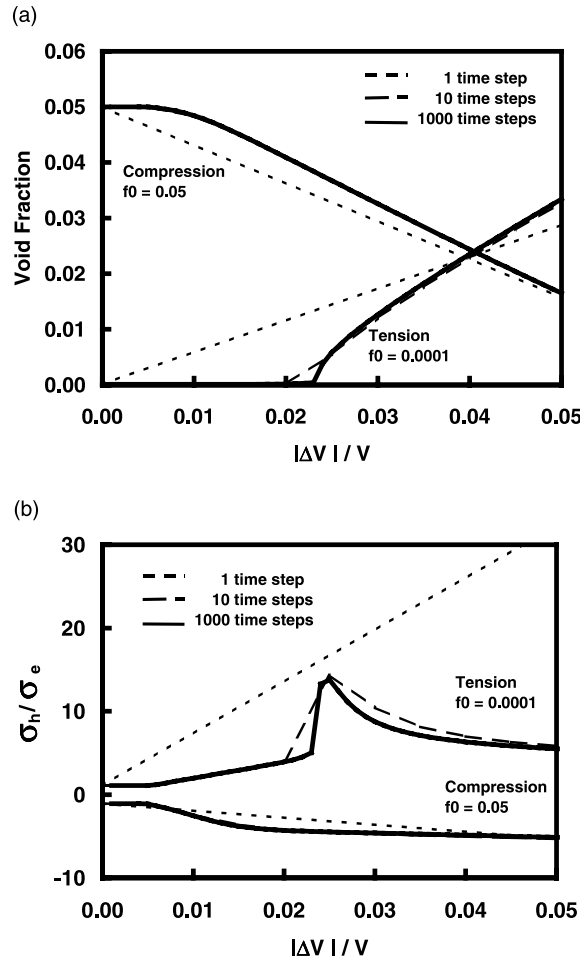 (a)
0.06
0.05
0.04
0.03
0.02
0.01
0.00
Void Fraction
1 time step
10 time steps
1000 time steps
Compression
f0 = 0.05
Tension
f0 = 0.0001
0.00 0.01 0.02 0.03 0.04 0.05
|ΔV| / V
(b)
30
20
10
0
-10
σh/σe
1 time step
10 time steps
1000 time steps
Tension
f0 = 0.0001
Compression
f0 = 0.05
0.00 0.01 0.02 0.03 0.04 0.05
|ΔV| / V